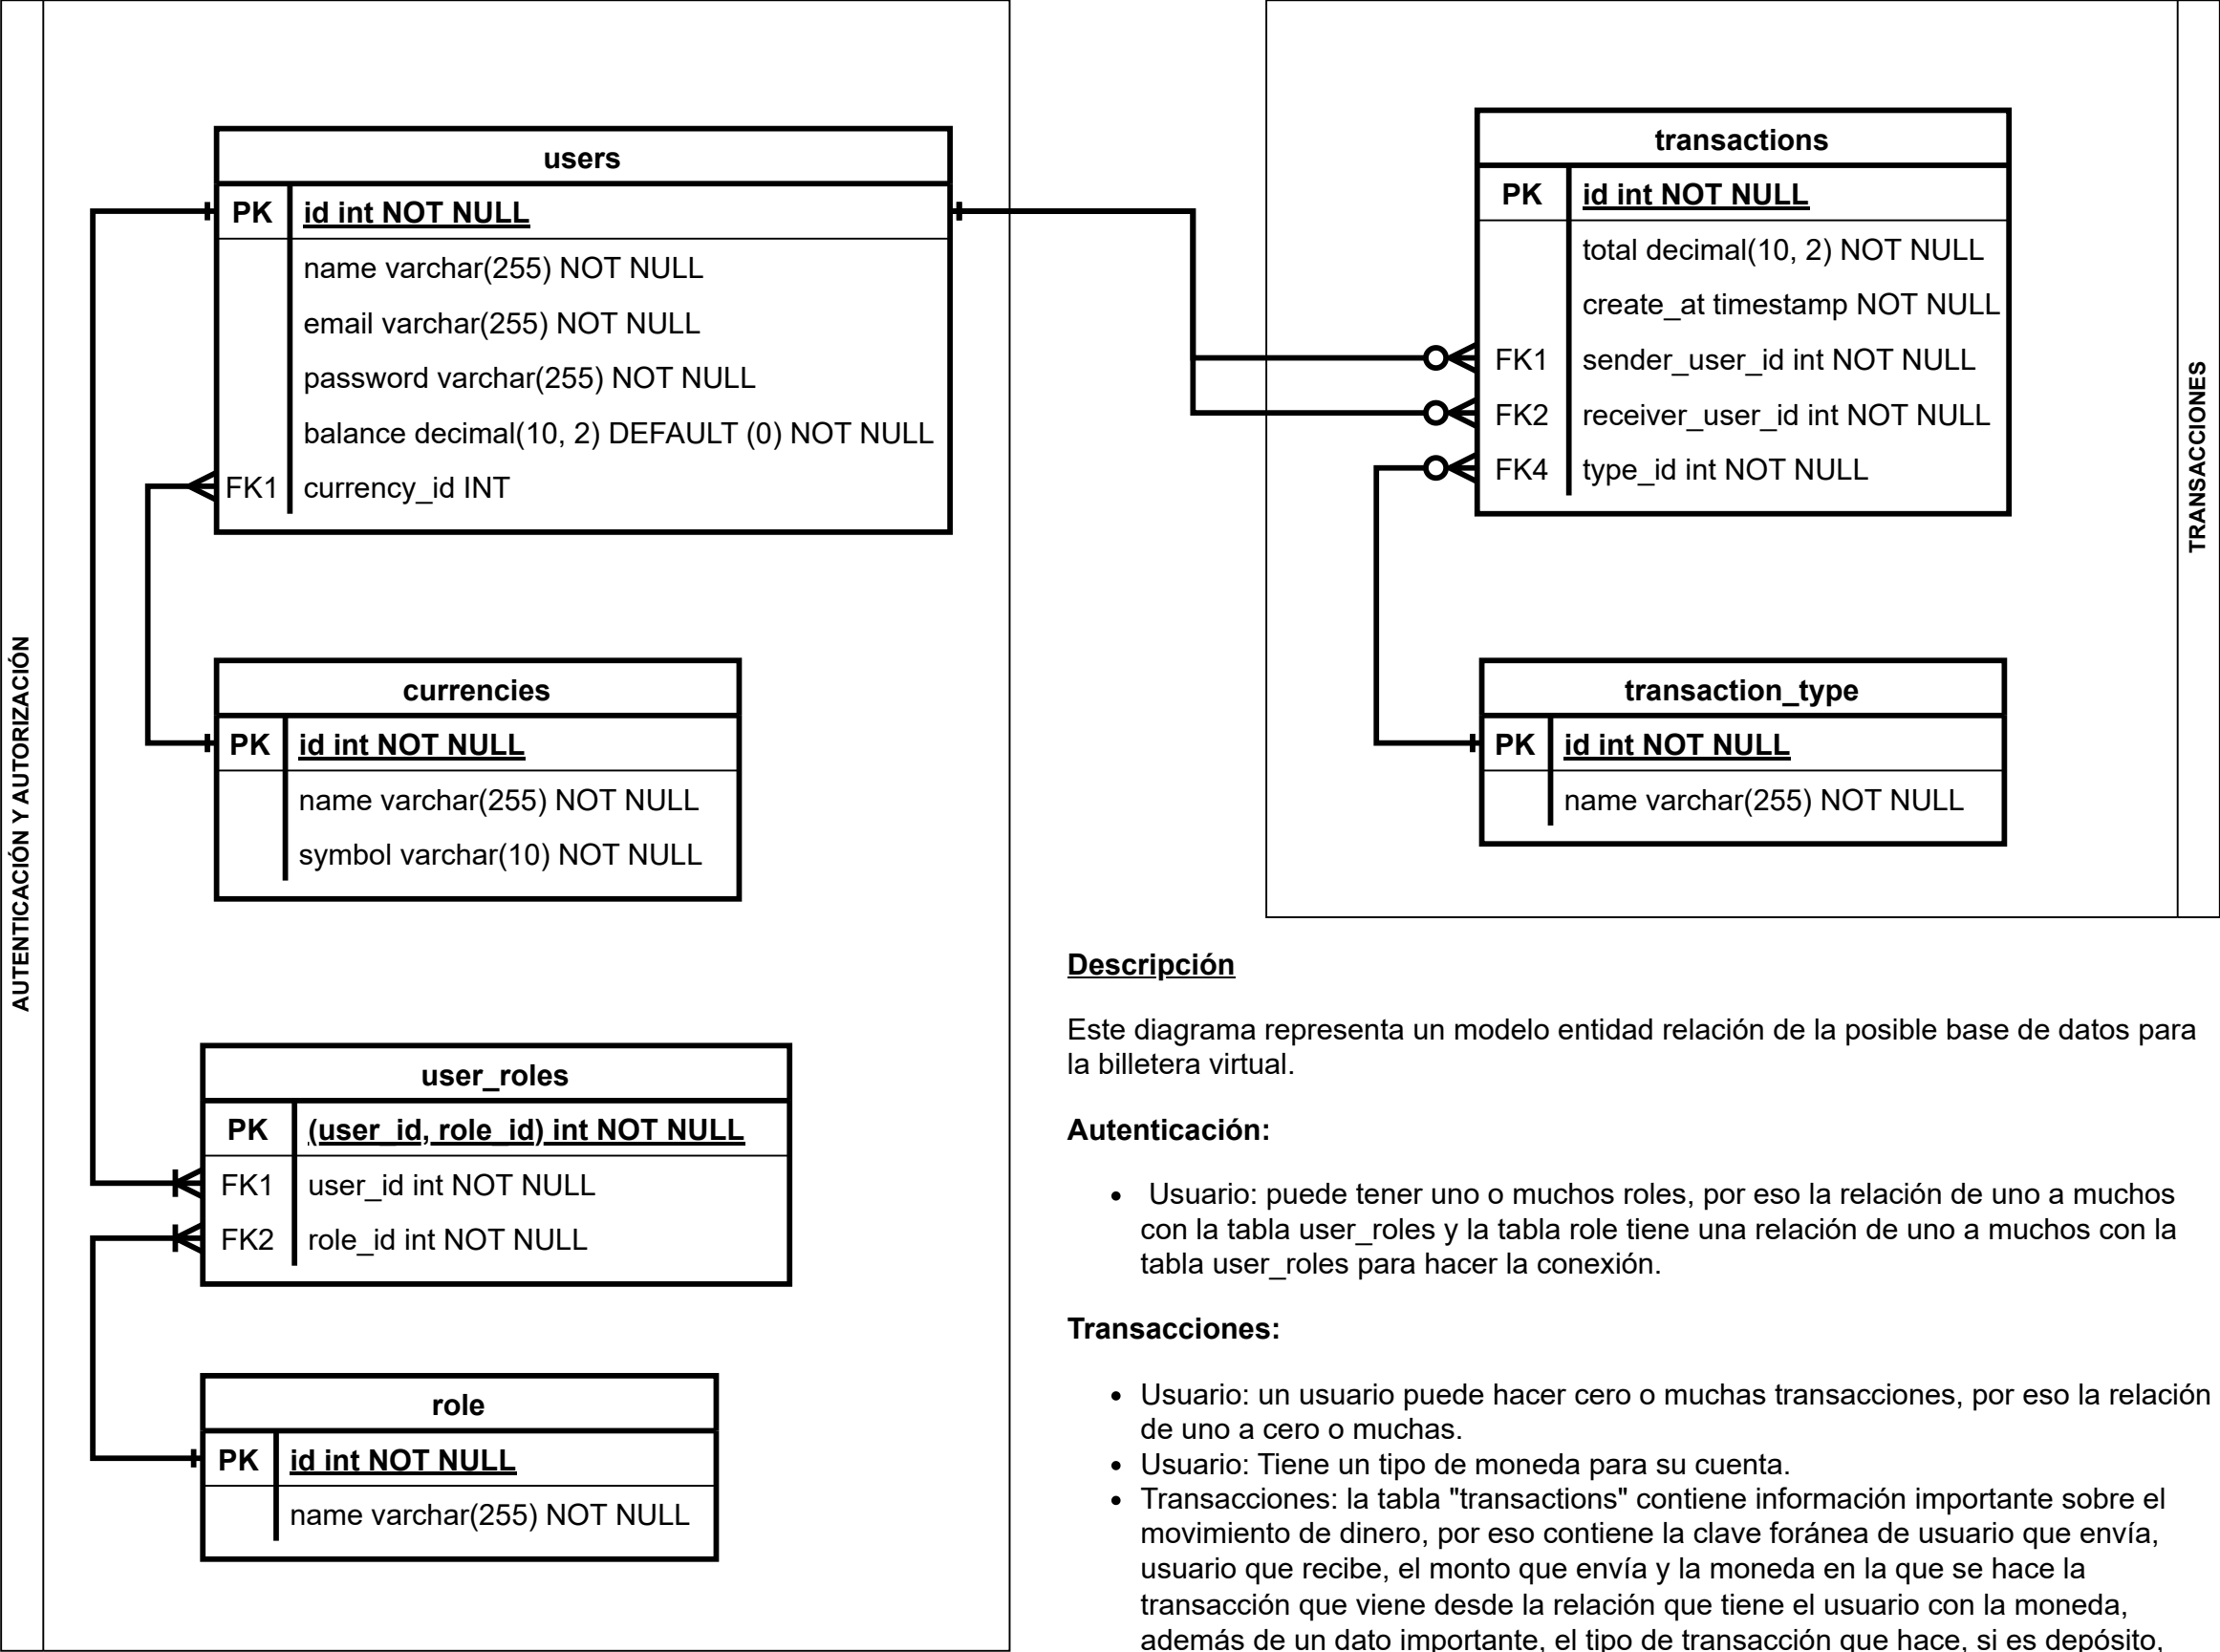 AUTENTICACIÓN Y AUTORIZACIÓN
users
PK id int NOT NULL
name varchar(255) NOT NULL
email varchar(255) NOT NULL
password varchar(255) NOT NULL
balance decimal(10, 2) DEFAULT (0) NOT NULL
FK1 currency_id INT
currencies
PK id int NOT NULL
name varchar(255) NOT NULL
symbol varchar(10) NOT NULL
user_roles
PK (user_id, role_id) int NOT NULL
FK1 user_id int NOT NULL
FK2 role_id int NOT NULL
role
PK id int NOT NULL
name varchar(255) NOT NULL
TRANSACCIONES
transactions
PK id int NOT NULL
total decimal(10, 2) NOT NULL
create_at timestamp NOT NULL
FK1 sender_user_id int NOT NULL
FK2 receiver_user_id int NOT NULL
FK4 type_id int NOT NULL
transaction_type
PK id int NOT NULL
name varchar(255) NOT NULL
Descripción
Este diagrama representa un modelo entidad relación de la posible base de datos para
la billetera virtual.
Autenticación:
• Usuario: puede tener uno o muchos roles, por eso la relación de uno a muchos
con la tabla user_roles y la tabla role tiene una relación de uno a muchos con la
tabla user_roles para hacer la conexión.
Transacciones:
• Usuario: un usuario puede hacer cero o muchas transacciones, por eso la relación
de uno a cero o muchas.
• Usuario: Tiene un tipo de moneda para su cuenta.
• Transacciones: la tabla "transactions" contiene información importante sobre el
movimiento de dinero, por eso contiene la clave foránea de usuario que envía,
usuario que recibe, el monto que envía y la moneda en la que se hace la
transacción que viene desde la relación que tiene el usuario con la moneda,
además de un dato importante, el tipo de transacción que hace, si es depósito,